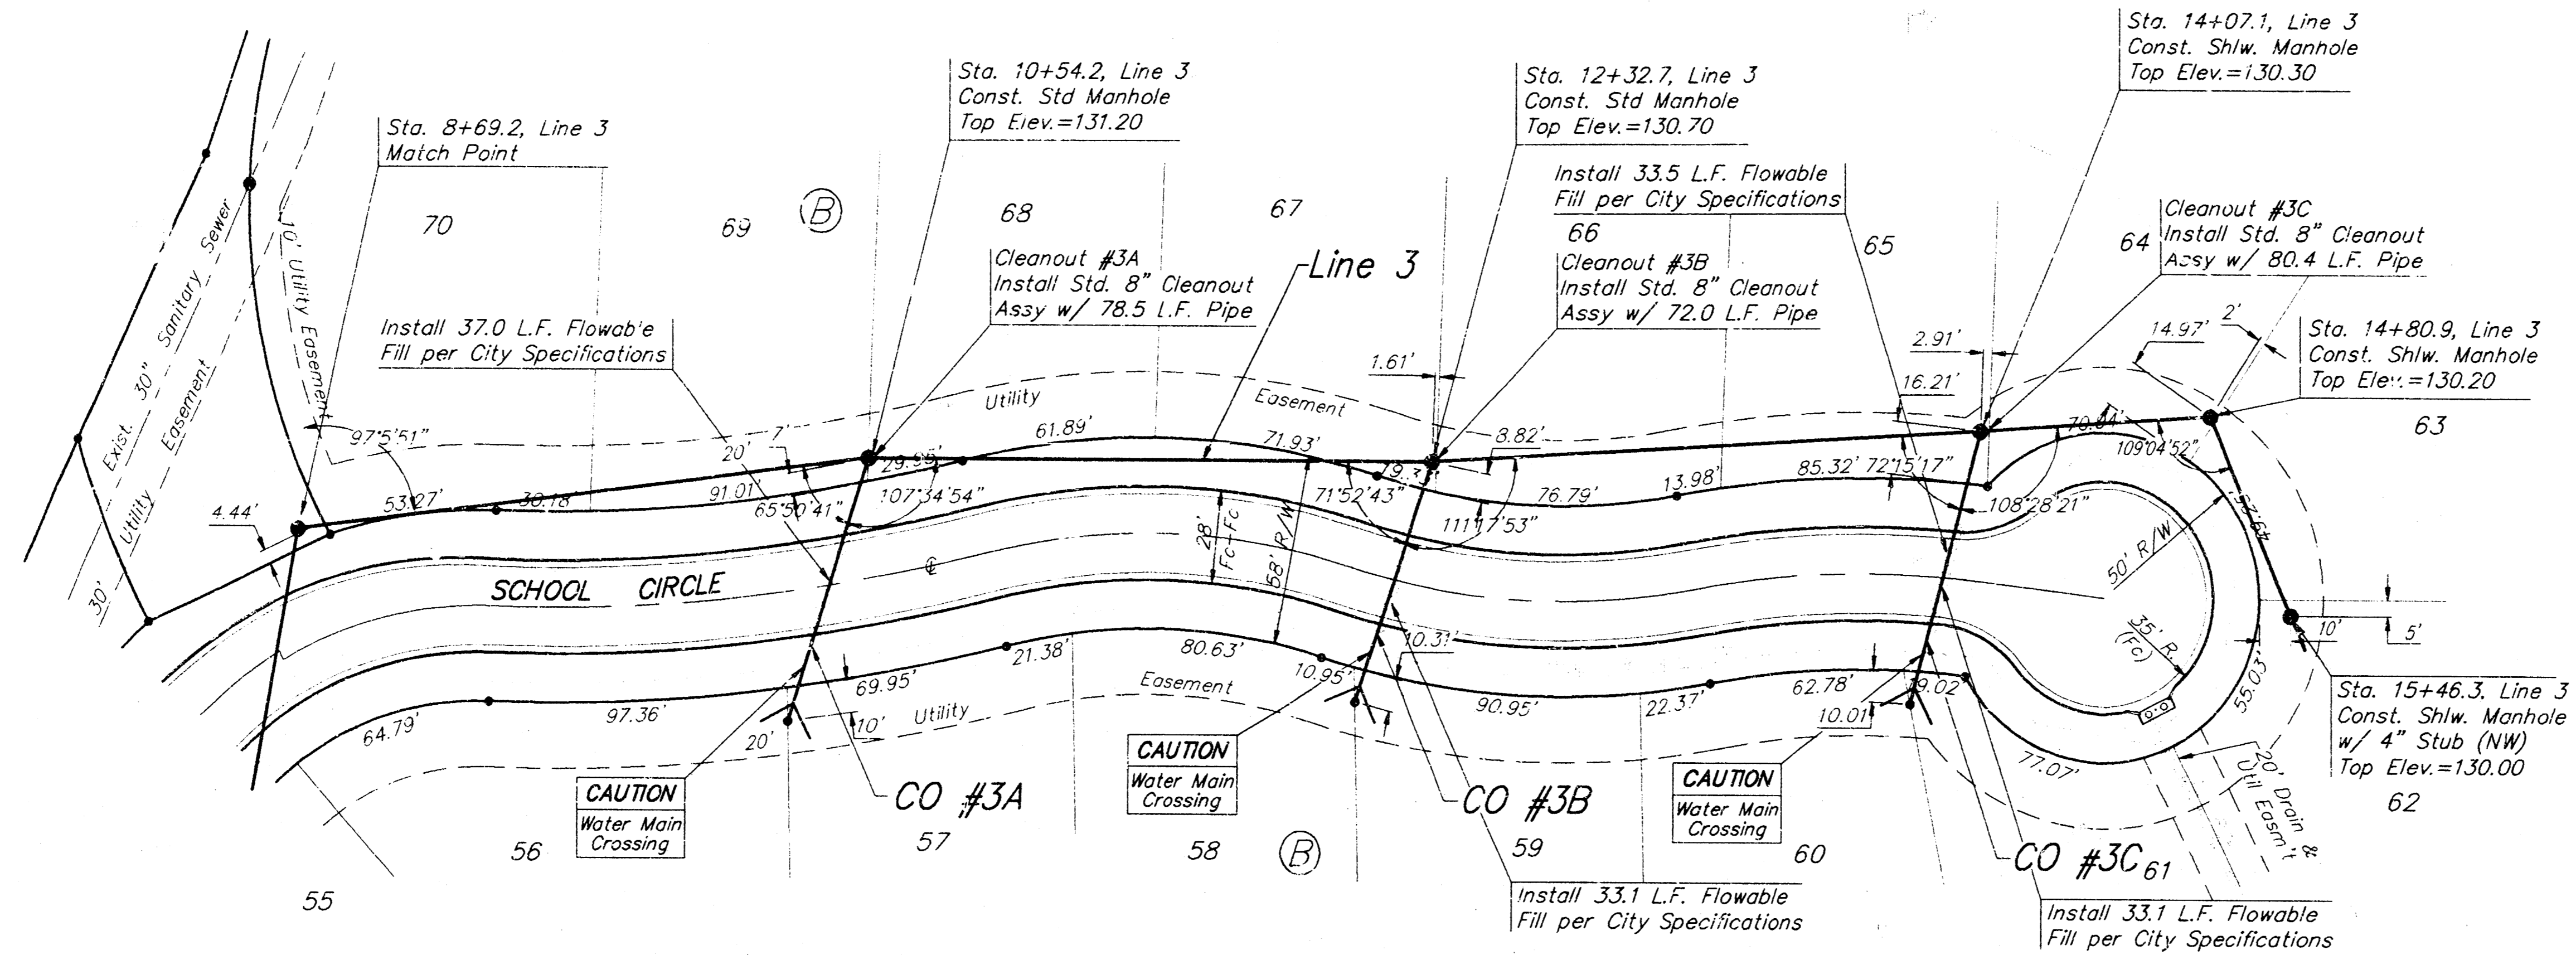 Sta. 14+07.1, Line 3
Const. Shlw. Manhole
Top Elev.=130.30
Sta. 10+54.2, Line 3
Const. Std Manhole
Top Elev.=131.20
Sta. 12+32.7, Line 3
Const. Std Manhole
Top Elev.=130.70
Sta. 8+69.2, Line 3
Match Point
Install 33.5 L.F. Flowable
Fill per City Specifications
70
69
B
68
67
66
65
64
Cleanout #3C
Install Std. 8" Cleanout
Assy w/ 80.4 L.F. Pipe
Cleanout #3A
Install Std. 8" Cleanout
Assy w/ 78.5 L.F. Pipe
Line 3
Cleanout #3B
Install Std. 8" Cleanout
Assy w/ 72.0 L.F. Pipe
Install 37.0 L.F. Flowable
Fill per City Specifications
Exist. 30" Sanitary Sewer
30' Utility Easement
10' Utility Easement
2'
14.97'
Sta. 14+80.9, Line 3
Const. Shlw. Manhole
Top Elev.=130.20
63
2.91'
16.21'
1.61'
8.82'
Utility Easement
97°5'51"
7'
20'
61.89'
71.93'
53.27'
30.18'
91.01'
65°50'41"
107°34'54"
71°52'43"
111°17'53"
76.79'
13.98'
85.32'
72°15'17"
108°28'21"
109°04'52"
4.44'
28'
Fc-Fc
58' R/W
50' R/W
35' R.
(Fc)
SCHOOL CIRCLE
℄
10'
5'
55.03'
64.79'
97.36'
69.95'
21.38'
80.63'
10.95'
10.31'
90.95'
22.37'
62.78'
19.02'
10.01'
77.07'
20'
10'
Utility
Easement
Sta. 15+46.3, Line 3
Const. Shlw. Manhole
w/ 4" Stub (NW)
Top Elev.=130.00
62
CAUTION
Water Main
Crossing
CO #3A
CAUTION
Water Main
Crossing
CO #3B
CAUTION
Water Main
Crossing
CO #3C
20' Drain &
Util Easm't
55
56
57
58
B
59
60
61
Install 33.1 L.F. Flowable
Fill per City Specifications
Install 33.1 L.F. Flowable
Fill per City Specifications